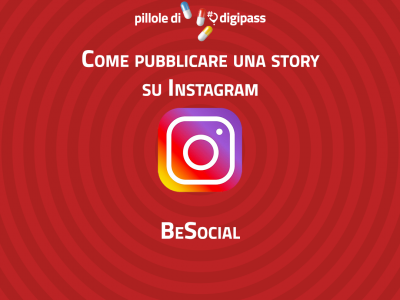 pillole di digipass
Come pubblicare una story
su Instagram
BeSocial